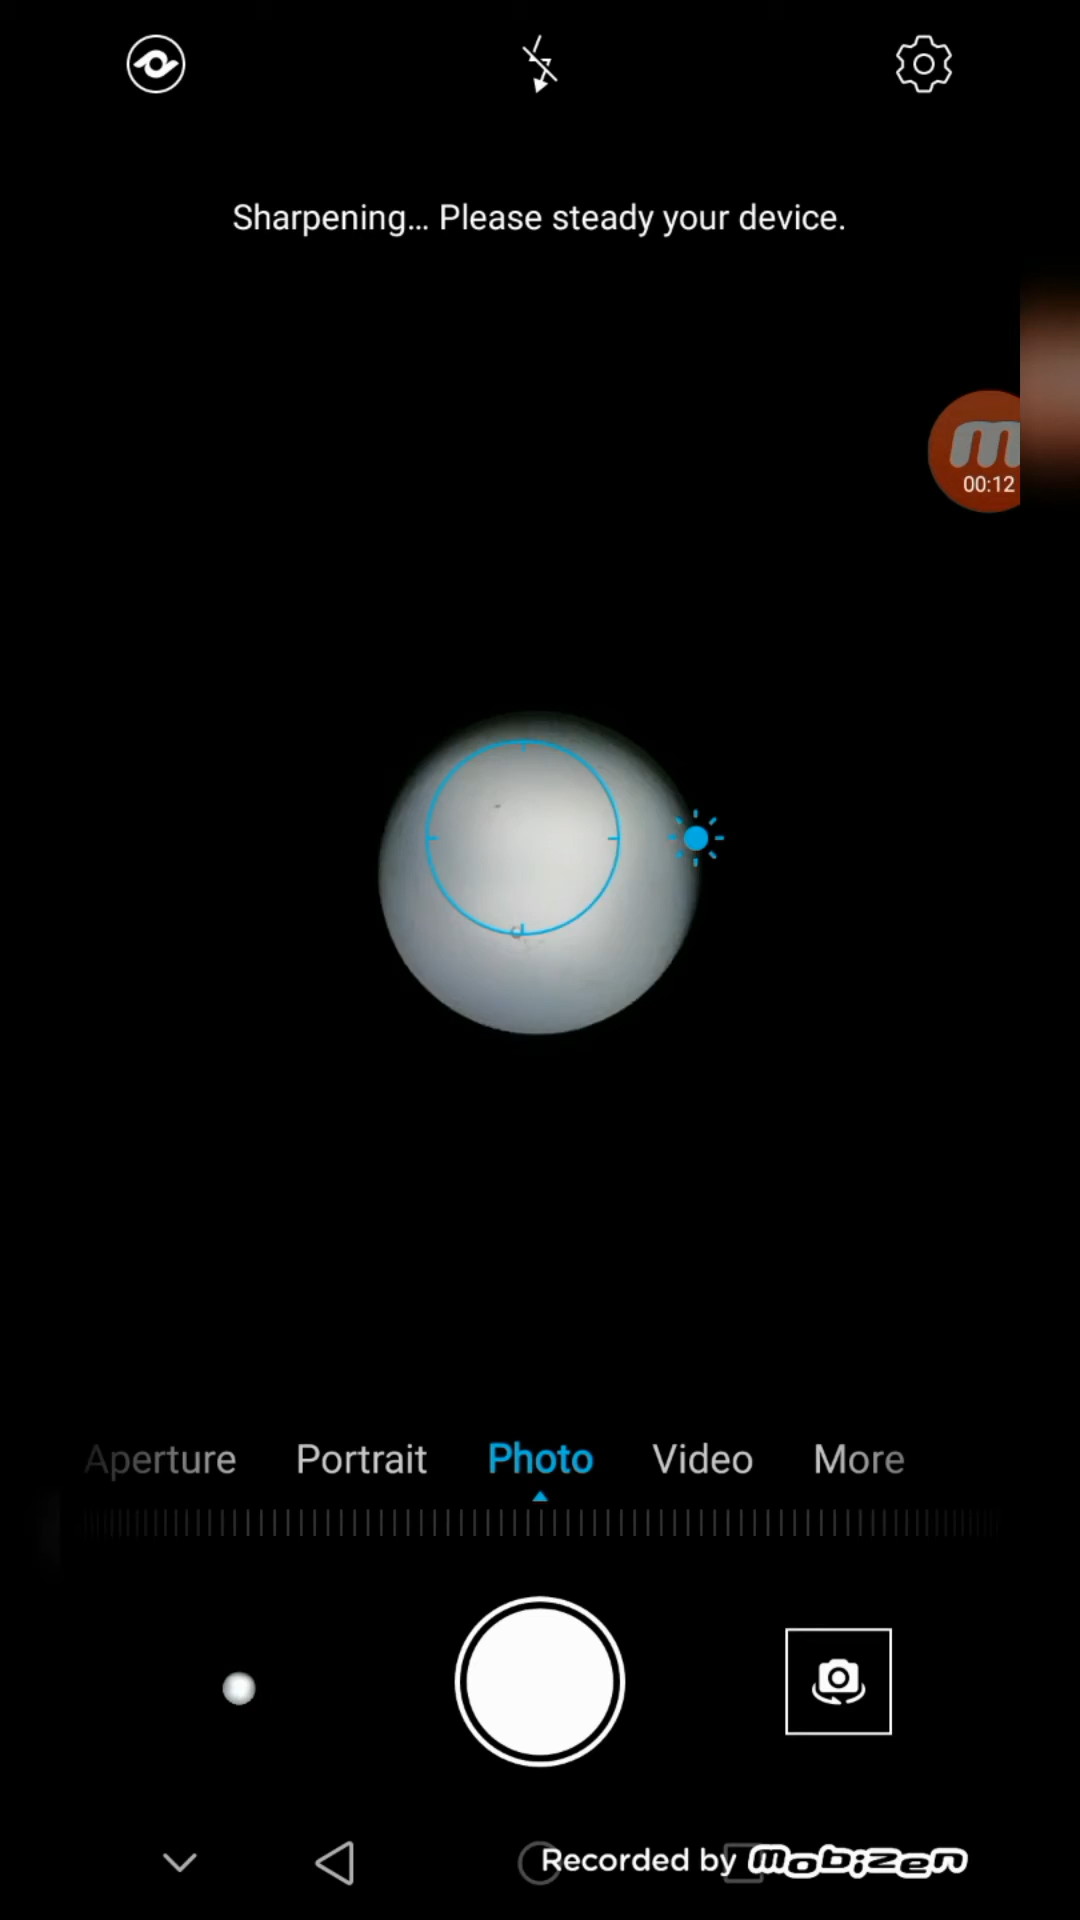 Sharpening... Please steady your device.
m
00:12
Aperture Portrait Photo Video More
Recorded by mobizen